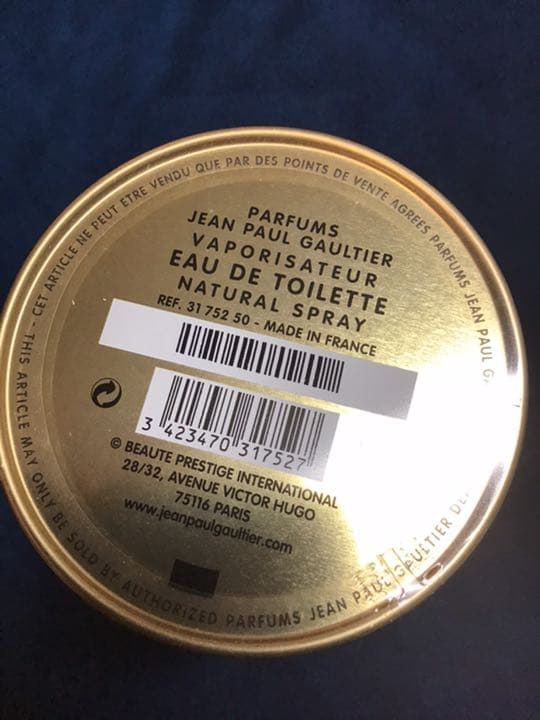 PARFUMS
JEAN PAUL GAULTIER
VAPORISATEUR
EAU DE TOILETTE
NATURAL SPRAY
REF. 31 752 50 - MADE IN FRANCE
3 423470 317527
© BEAUTE PRESTIGE INTERNATIONAL
28/32, AVENUE VICTOR HUGO
75116 PARIS
www.jeanpaulgaultier.com
- CET ARTICLE NE PEUT ETRE VENDU QUE PAR DES POINTS DE VENTE AGREES PARFUMS JEAN PAUL
- THIS ARTICLE MAY ONLY BE SOLD BY AUTHORIZED PARFUMS JEAN PAUL GAULTIER